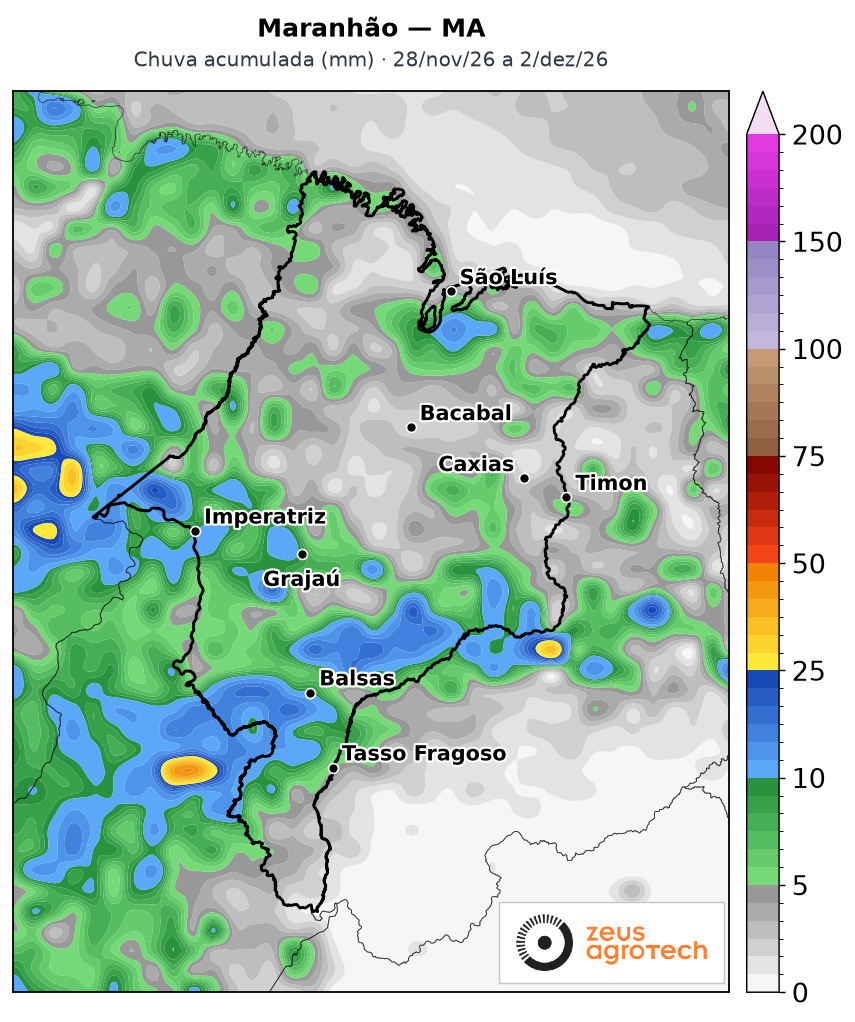 Maranhão — MA
Chuva acumulada (mm) · 28/nov/26 a 2/dez/26
200
150
100
75
50
25
10
5
0
São Luís
Bacabal
Caxias
Timon
Imperatriz
Grajaú
Balsas
Tasso Fragoso
zeus
agrotech